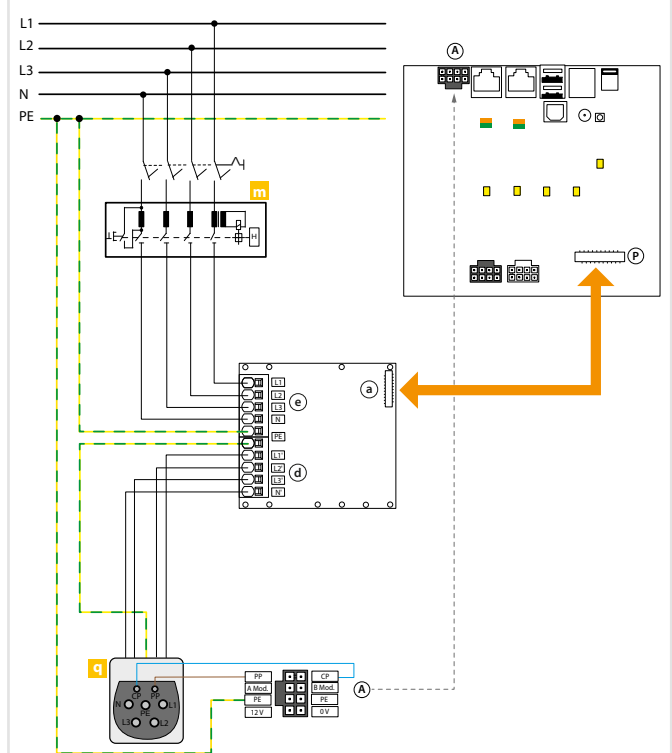 L1
L2
L3
N
PE
A
m
H
P
L1
L2
L3
N
PE
L1'
L2'
L3'
N'
e
d
a
q
CP PP
N L1
PE
L3 L2
PP CP
A Mod. B Mod.
PE PE
12 V 0 V
A